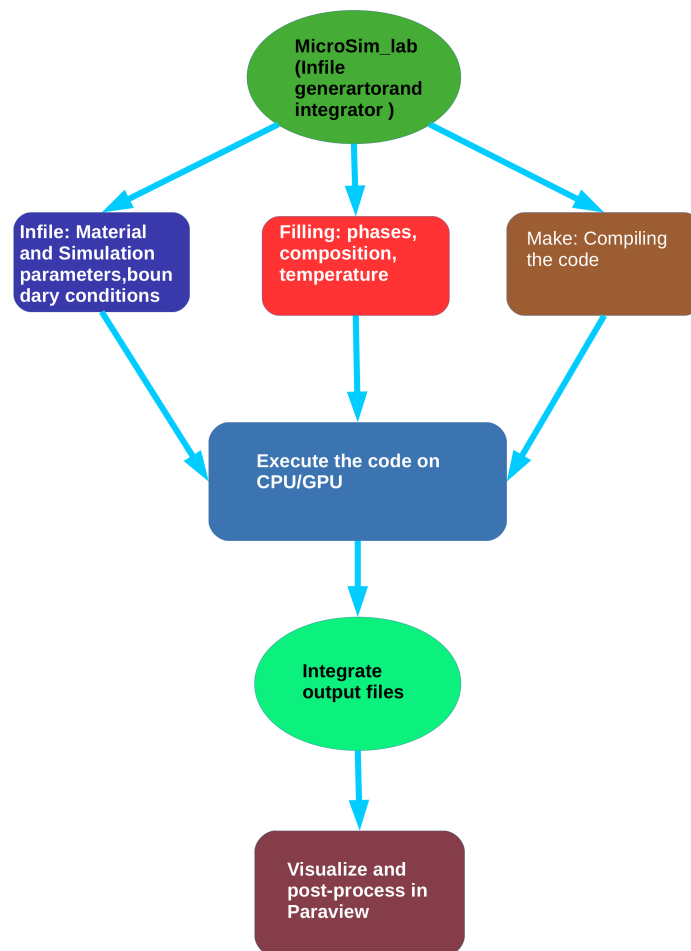 MicroSim_lab
(Infile
generartorand
integrator )
Infile: Material
and Simulation
parameters,boun
dary conditions
Filling: phases,
composition,
temperature
Make: Compiling
the code
Execute the code on
CPU/GPU
Integrate
output files
Visualize and
post-process in
Paraview